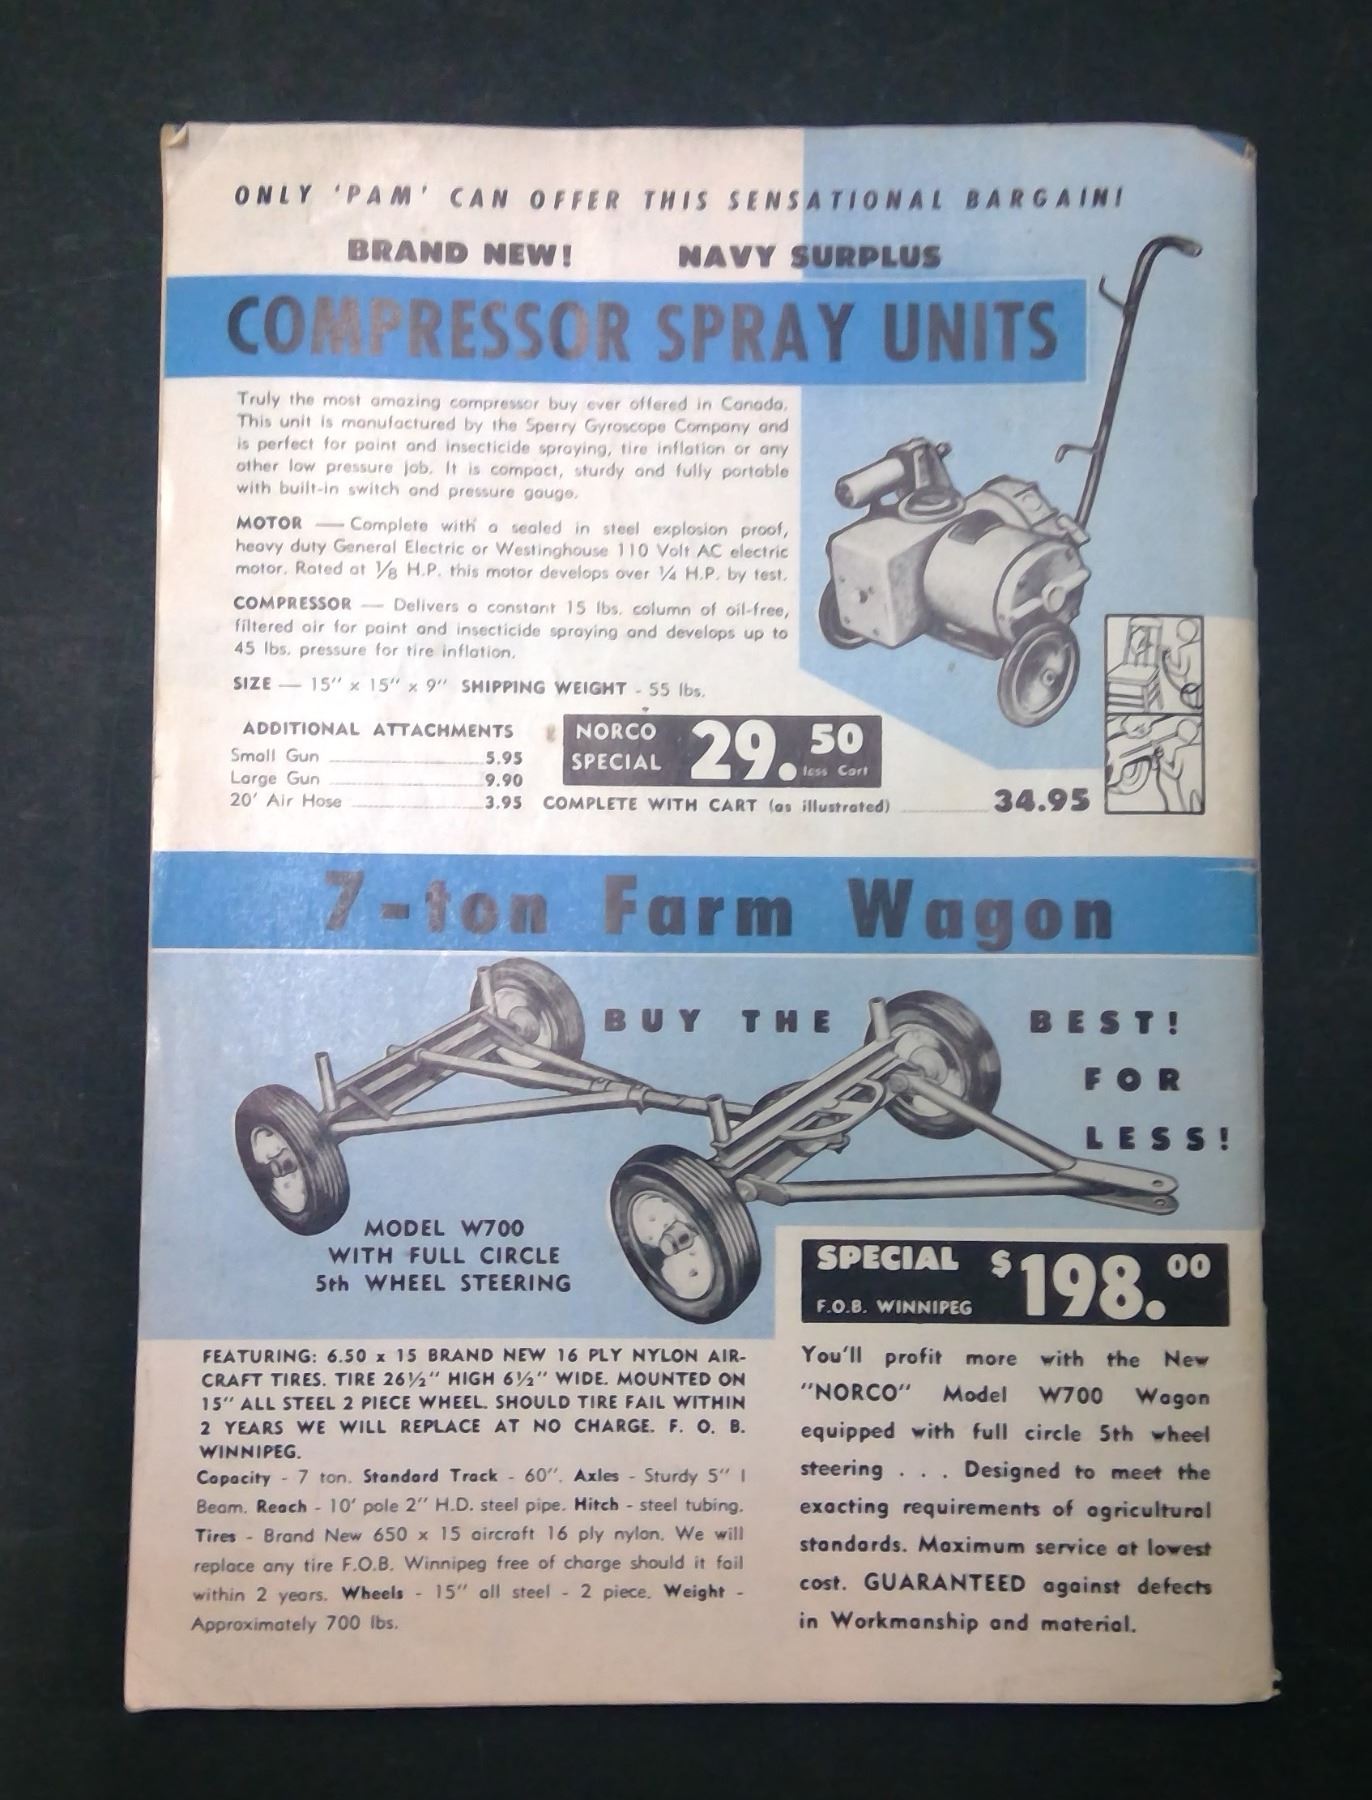 ONLY 'PAM' CAN OFFER THIS SENSATIONAL BARGAIN!
BRAND NEW! NAVY SURPLUS
COMPRESSOR SPRAY UNITS
Truly the most amazing compressor buy ever offered in Canada.
This unit is manufactured by the Sperry Gyroscope Company and
is perfect for paint and insecticide spraying, tire inflation or any
other low pressure job. It is compact, sturdy and fully portable
with built-in switch and pressure gauge.
MOTOR — Complete with a sealed in steel explosion proof,
heavy duty General Electric or Westinghouse 110 Volt AC electric
motor. Rated at 1/8 H.P. this motor develops over 1/4 H.P. by test.
COMPRESSOR — Delivers a constant 15 lbs. column of oil-free,
filtered air for paint and insecticide spraying and develops up to
45 lbs. pressure for tire inflation.
SIZE — 15" x 15" x 9" SHIPPING WEIGHT - 55 lbs.
ADDITIONAL ATTACHMENTS
Small Gun 5.95
Large Gun 9.90
20' Air Hose 3.95
NORCO
SPECIAL 29.50
less Cart
COMPLETE WITH CART (as illustrated) 34.95
7-ton Farm Wagon
BUY THE BEST!
FOR
LESS!
MODEL W700
WITH FULL CIRCLE
5th WHEEL STEERING
SPECIAL $198.00
F.O.B. WINNIPEG
FEATURING: 6.50 x 15 BRAND NEW 16 PLY NYLON AIR-
CRAFT TIRES. TIRE 26½" HIGH 6½" WIDE. MOUNTED ON
15" ALL STEEL 2 PIECE WHEEL. SHOULD TIRE FAIL WITHIN
2 YEARS WE WILL REPLACE AT NO CHARGE. F. O. B.
WINNIPEG.
Capacity - 7 ton. Standard Track - 60". Axles - Sturdy 5" I
Beam. Reach - 10' pole 2" H.D. steel pipe. Hitch - steel tubing.
Tires - Brand New 650 x 15 aircraft 16 ply nylon. We will
replace any tire F.O.B. Winnipeg free of charge should it fail
within 2 years. Wheels - 15" all steel - 2 piece. Weight -
Approximately 700 lbs.
You'll profit more with the New
"NORCO" Model W700 Wagon
equipped with full circle 5th wheel
steering . . . Designed to meet the
exacting requirements of agricultural
standards. Maximum service at lowest
cost. GUARANTEED against defects
in Workmanship and material.